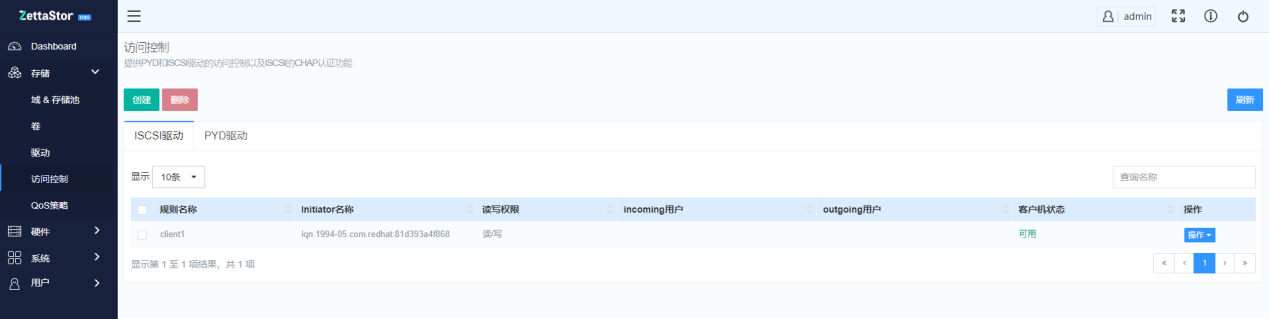 ZettaStor
admin
Dashboard
存储
域 & 存储池
卷
驱动
访问控制
QoS策略
硬件
系统
用户
访问控制
提供PYD和ISCSI驱动的访问控制以及ISCSI的CHAP认证功能
创建 删除 刷新
ISCSI驱动 PYD驱动
显示 10条 查询名称
规则名称 Initiator名称 读写权限 incoming用户 outgoing用户 客户机状态 操作
client1 iqn.1994-05.com.redhat:81d393a4f868 读/写 可用 操作
显示第 1 至 1 项结果，共 1 项 « ‹ 1 › »